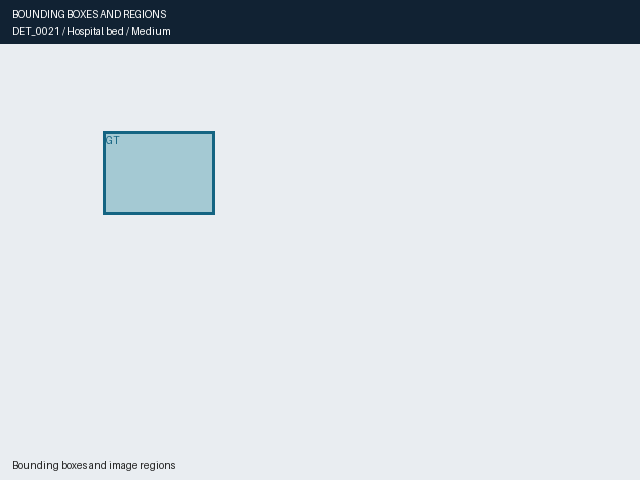 BOUNDING BOXES AND REGIONS
DET_0021 / Hospital bed / Medium
GT
Bounding boxes and image regions